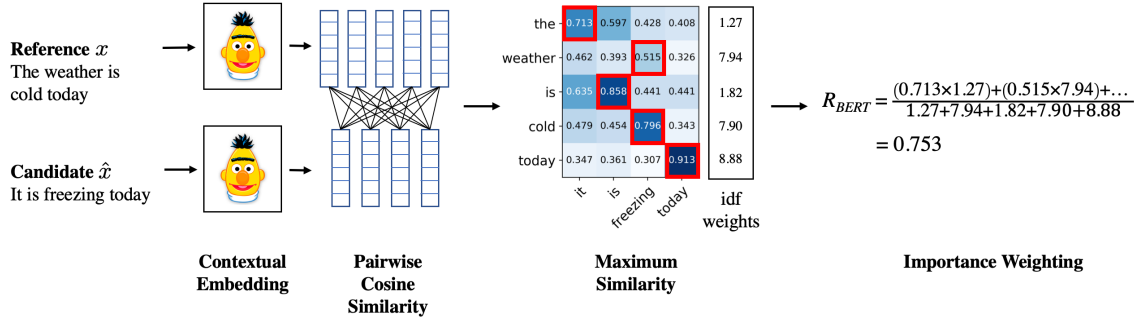 Reference x
The weather is
cold today
Candidate x̂
It is freezing today
Contextual
Embedding
Pairwise
Cosine
Similarity
the 0.713 0.597 0.428 0.408 1.27
weather 0.462 0.393 0.515 0.326 7.94
is 0.635 0.858 0.441 0.441 1.82
cold 0.479 0.454 0.796 0.343 7.90
today 0.347 0.361 0.307 0.913 8.88
it is freezing today
idf
weights
Maximum
Similarity
R_BERT = (0.713×1.27)+(0.515×7.94)+...
1.27+7.94+1.82+7.90+8.88
= 0.753
Importance Weighting